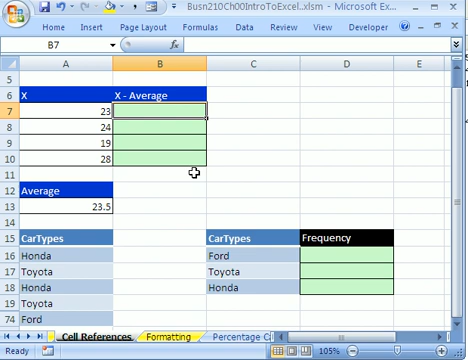 Busn210Ch00IntroToExcel..xlsm - Microsoft Ex...
Home Insert Page Layout Formulas Data Review View Developer
B7 fx
A B C D E
5
6 X X - Average
7 23
8 24
9 19
10 28
11
12 Average
13 23.5
14
15 CarTypes CarTypes Frequency
16 Honda Ford
17 Toyota Toyota
18 Honda Honda
19 Toyota
74 Ford
Cell References Formatting Percentage C
Ready 105%